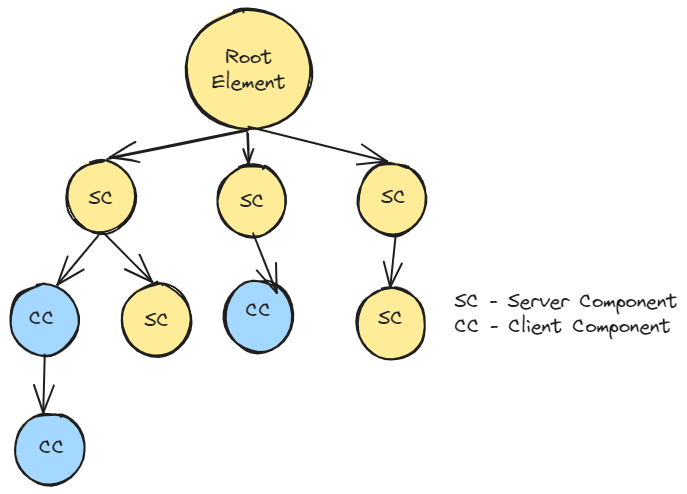 Root
Element
SC
SC
SC
CC
SC
CC
SC
SC - Server Component
CC - Client Component
CC